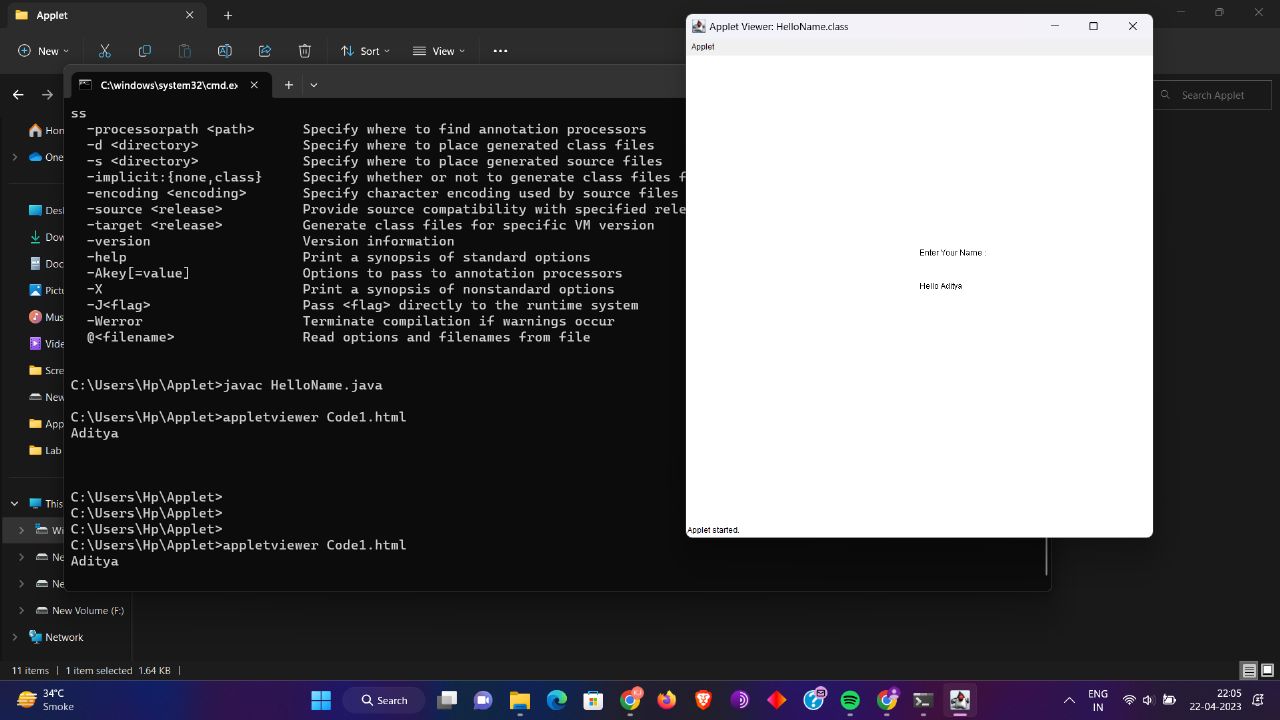 Applet
New
Sort
View
Applet Viewer: HelloName.class
Applet
C:\windows\system32\cmd.ex
Search Applet
ss
-processorpath <path> Specify where to find annotation processors
-d <directory> Specify where to place generated class files
-s <directory> Specify where to place generated source files
-implicit:{none,class} Specify whether or not to generate class files f
-encoding <encoding> Specify character encoding used by source files
-source <release> Provide source compatibility with specified rele
-target <release> Generate class files for specific VM version
-version Version information
-help Print a synopsis of standard options
-Akey[=value] Options to pass to annotation processors
-X Print a synopsis of nonstandard options
-J<flag> Pass <flag> directly to the runtime system
-Werror Terminate compilation if warnings occur
@<filename> Read options and filenames from file
C:\Users\Hp\Applet>javac HelloName.java
C:\Users\Hp\Applet>appletviewer Code1.html
Aditya
C:\Users\Hp\Applet>
C:\Users\Hp\Applet>
C:\Users\Hp\Applet>
C:\Users\Hp\Applet>appletviewer Code1.html
Aditya
Enter Your Name :
Hello Aditya
Applet started.
Hon
One
Desk
Dow
Doc
Pictu
Musi
Vide
Scre
New
App
Lab
This
Wi
Ne
Ne
New Volume (F:)
Network
11 items
1 item selected 1.64 KB
34°C
Smoke
Search
ENG
IN
22:05
22-04-2023